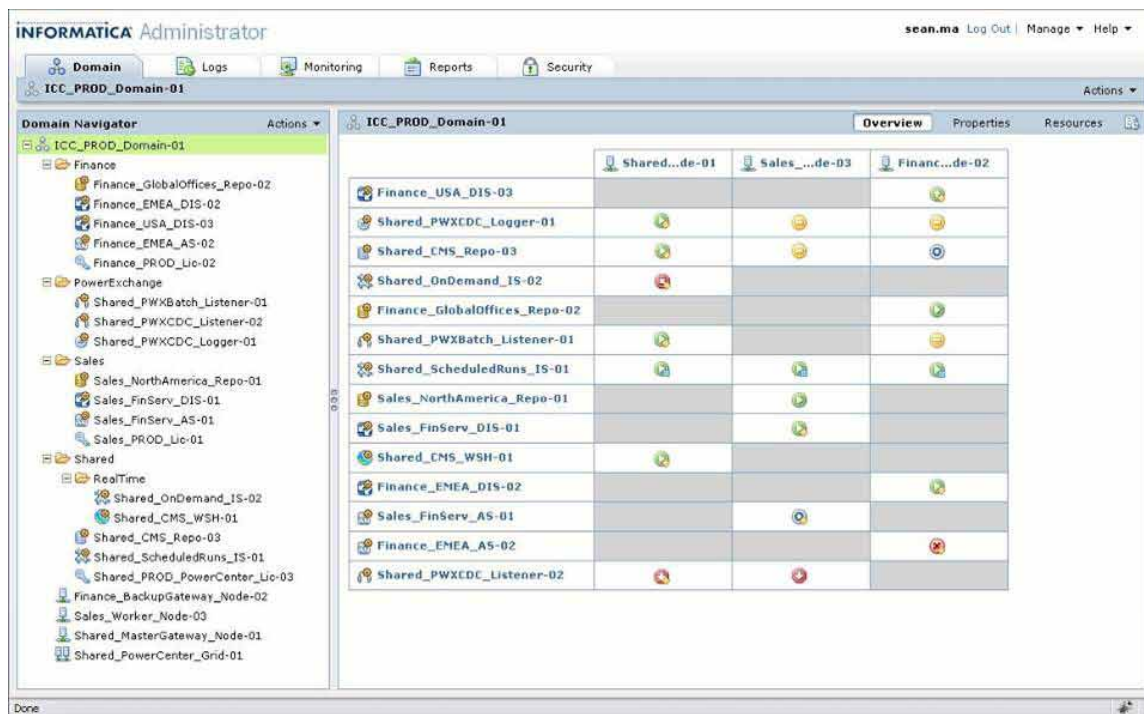 INFORMATICA Administrator
sean.ma Log Out | Manage Help
Domain Logs Monitoring Reports Security
ICC_PROD_Domain-01 Actions
Domain Navigator Actions
ICC_PROD_Domain-01
Finance
Finance_GlobalOffices_Repo-02
Finance_EMEA_DIS-02
Finance_USA_DIS-03
Finance_EMEA_AS-02
Finance_PROD_Lic-02
PowerExchange
Shared_PWXBatch_Listener-01
Shared_PWXCDC_Listener-02
Shared_PWXCDC_Logger-01
Sales
Sales_NorthAmerica_Repo-01
Sales_FinServ_DIS-01
Sales_FinServ_AS-01
Sales_PROD_Lic-01
Shared
RealTime
Shared_OnDemand_IS-02
Shared_CMS_WSH-01
Shared_CMS_Repo-03
Shared_ScheduledRuns_IS-01
Shared_PROD_PowerCenter_Lic-03
Finance_BackupGateway_Node-02
Sales_Worker_Node-03
Shared_MasterGateway_Node-01
Shared_PowerCenter_Grid-01
ICC_PROD_Domain-01 Overview Properties Resources
Shared...de-01 Sales_...de-03 Financ...de-02
Finance_USA_DIS-03
Shared_PWXCDC_Logger-01
Shared_CMS_Repo-03
Shared_OnDemand_IS-02
Finance_GlobalOffices_Repo-02
Shared_PWXBatch_Listener-01
Shared_ScheduledRuns_IS-01
Sales_NorthAmerica_Repo-01
Sales_FinServ_DIS-01
Shared_CMS_WSH-01
Finance_EMEA_DIS-02
Sales_FinServ_AS-01
Finance_EMEA_AS-02
Shared_PWXCDC_Listener-02
Done